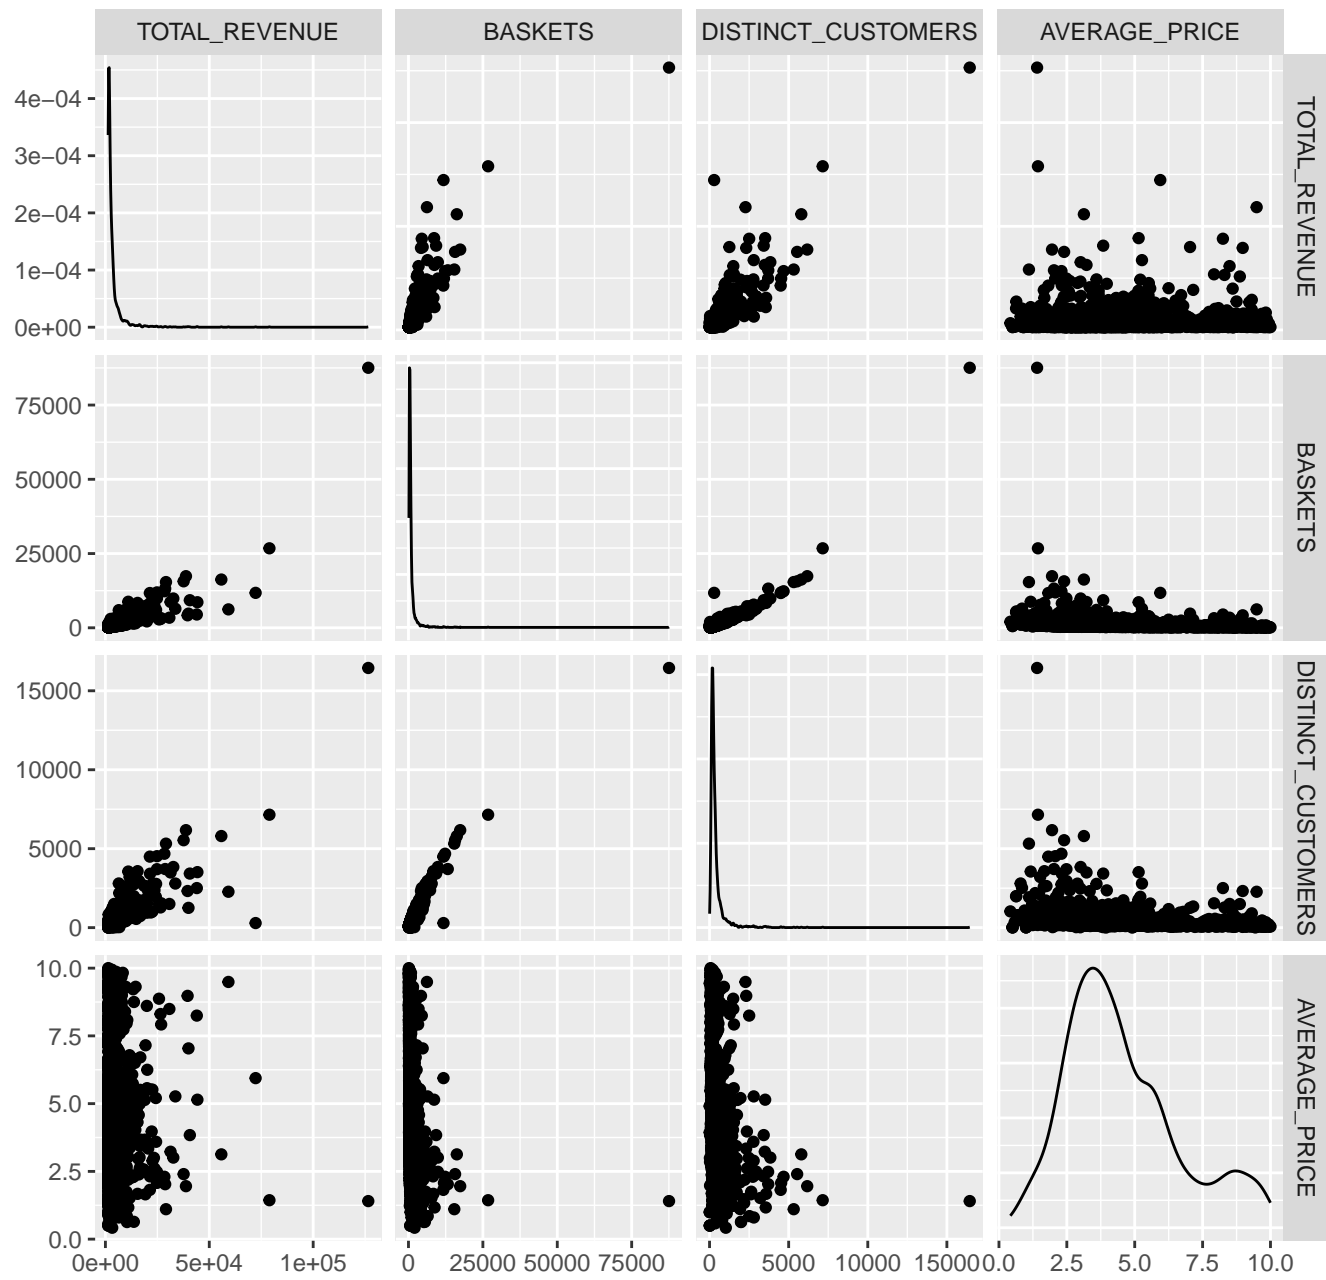 TOTAL_REVENUE BASKETS DISTINCT_CUSTOMERS AVERAGE_PRICE
4e−04
3e−04
2e−04
1e−04
0e+00
TOTAL_REVENUE
75000
50000
25000
0
BASKETS
15000
10000
5000
0
DISTINCT_CUSTOMERS
10.0
7.5
5.0
2.5
0.0
AVERAGE_PRICE
0e+00 5e+04 1e+05 0 25000 50000 75000 0 5000 10000 15000 0.0 2.5 5.0 7.5 10.0